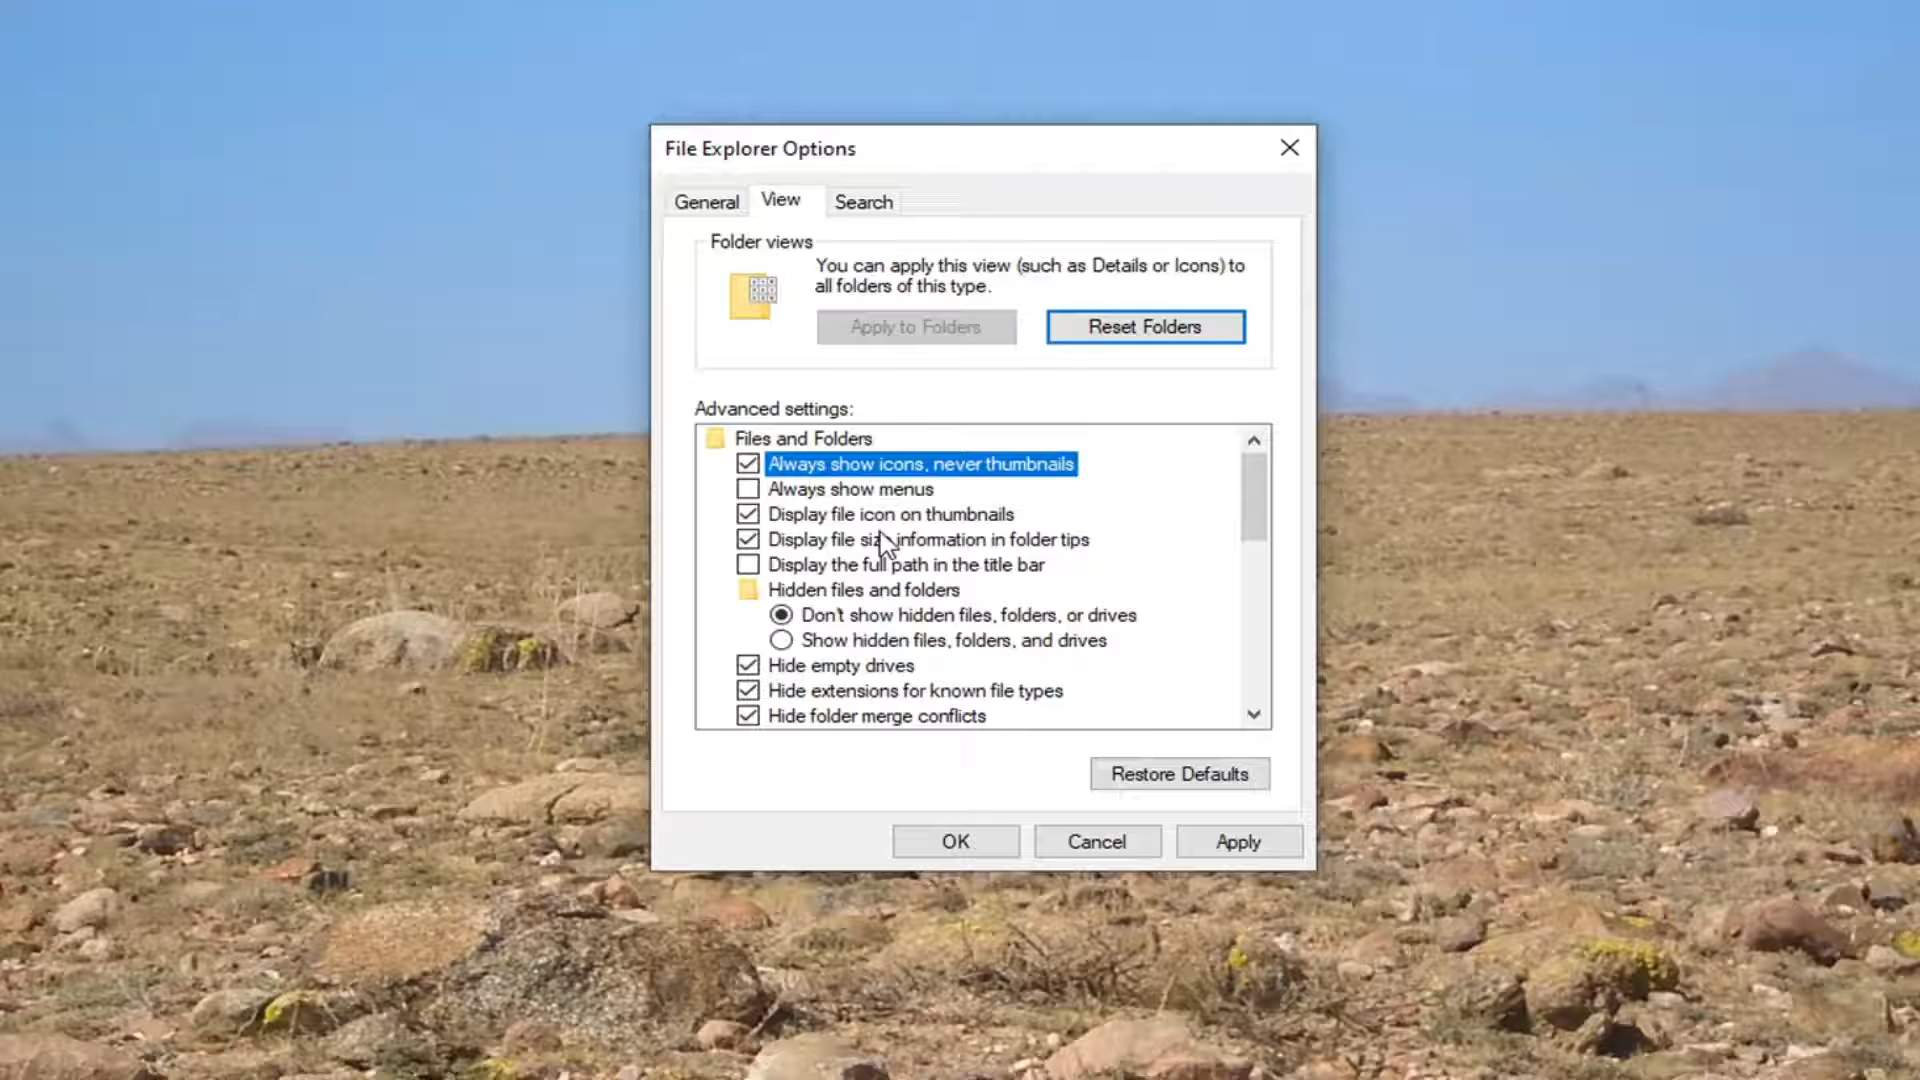 File Explorer Options
General
View
Search
Folder views
You can apply this view (such as Details or Icons) to
all folders of this type.
Apply to Folders
Reset Folders
Advanced settings:
Files and Folders
Always show icons, never thumbnails
Always show menus
Display file icon on thumbnails
Display file size information in folder tips
Display the full path in the title bar
Hidden files and folders
Don't show hidden files, folders, or drives
Show hidden files, folders, and drives
Hide empty drives
Hide extensions for known file types
Hide folder merge conflicts
Restore Defaults
OK
Cancel
Apply